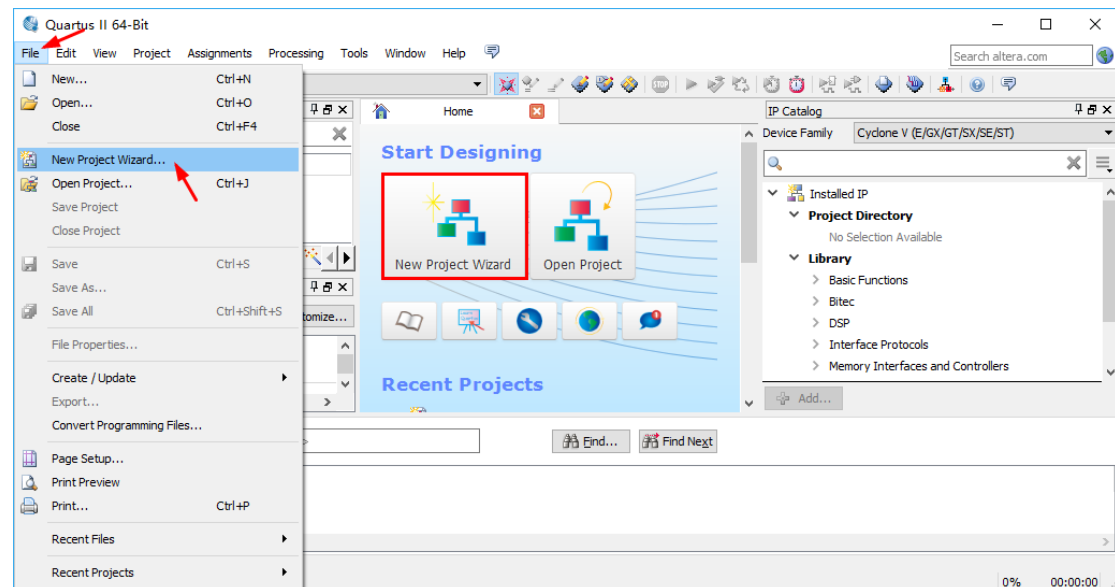 Quartus II 64-Bit
File Edit View Project Assignments Processing Tools Window Help
Search altera.com
New... Ctrl+N
Open... Ctrl+O
Close Ctrl+F4
New Project Wizard...
Open Project... Ctrl+J
Save Project
Close Project
Save Ctrl+S
Save As...
Save All Ctrl+Shift+S
File Properties...
Create / Update
Export...
Convert Programming Files...
Page Setup...
Print Preview
Print... Ctrl+P
Recent Files
Recent Projects
tomize...
Home
Start Designing
New Project Wizard
Open Project
Recent Projects
IP Catalog
Device Family Cyclone V (E/GX/GT/SX/SE/ST)
Installed IP
Project Directory
No Selection Available
Library
Basic Functions
Bitec
DSP
Interface Protocols
Memory Interfaces and Controllers
Add...
Find... Find Next
0% 00:00:00